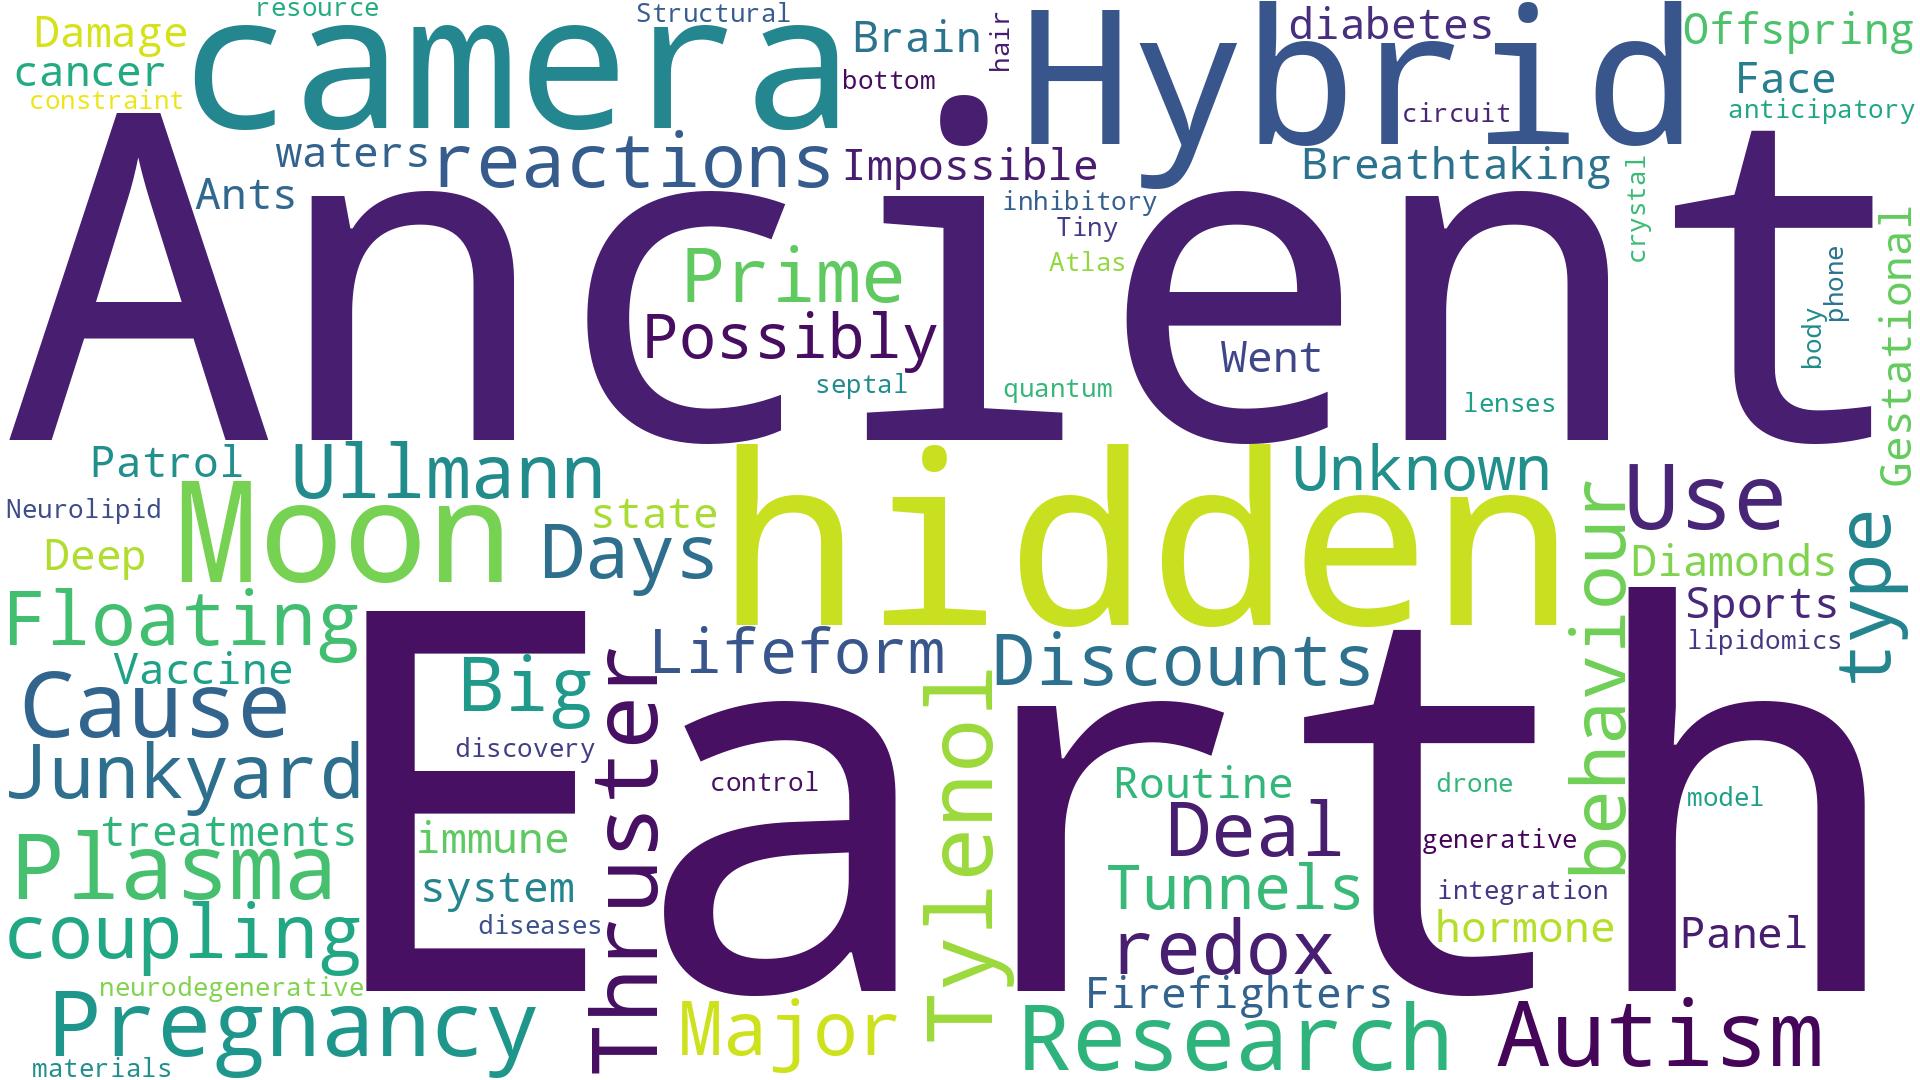 resource
Structural
Damage
camera
Brain
hair
Hybrid
diabetes
Offspring
cancer
bottom
Face
constraint
circuit
anticipatory
Ancient
waters
reactions
Impossible
Breathtaking
Ants
inhibitory
crystal
Tiny
Prime
Atlas
phone
Gestational
Possibly
Went
body
septal
quantum
lenses
Patrol
Ullmann
hidden
Unknown
Use
Neurolipid
Moon
state
Days
Deep
behaviour
type
Diamonds
Floating
Earth
Sports
Lifeform
Discounts
lipidomics
Vaccine
Cause
Big
Thruster
Tylenol
discovery
Junkyard
control
Routine
drone
model
treatments
Deal
immune
generative
Plasma
system
Tunnels
integration
coupling
diseases
redox
hormone
Panel
neurodegenerative
Firefighters
Pregnancy
Major
Research
Autism
materials